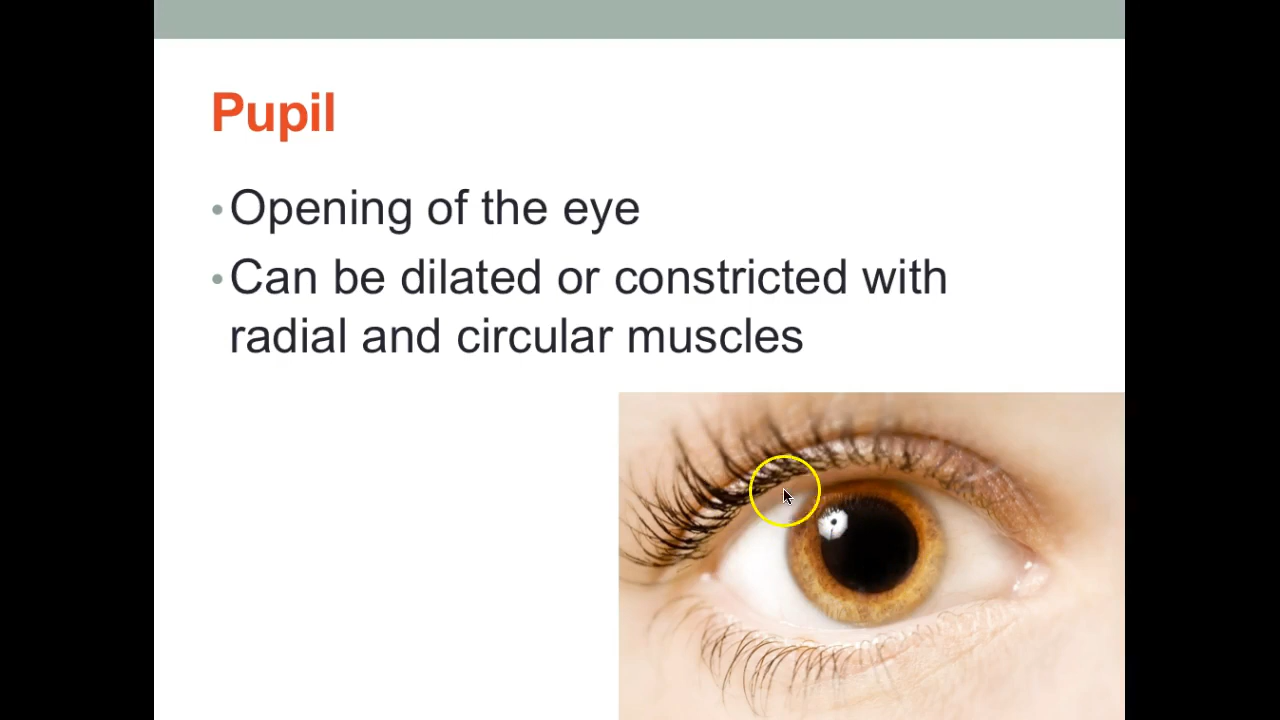 Pupil
•Opening of the eye
•Can be dilated or constricted with
radial and circular muscles